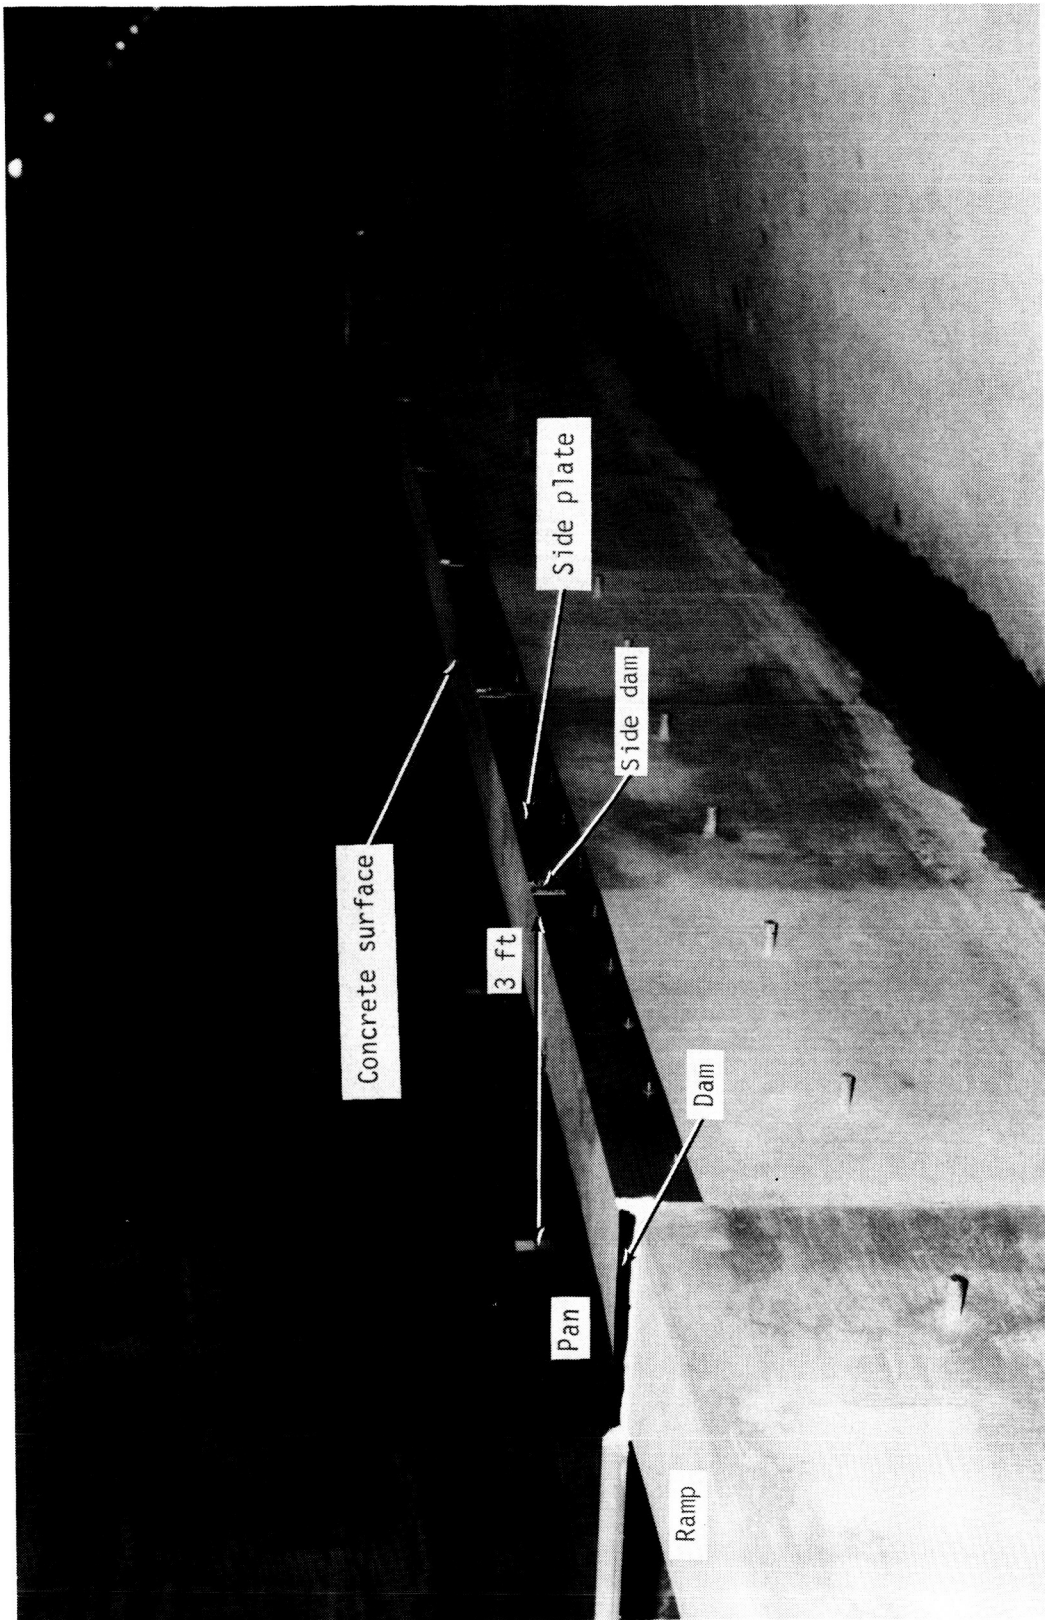 Concrete surface
Side plate
3 ft
Side dam
Pan
Dam
Ramp